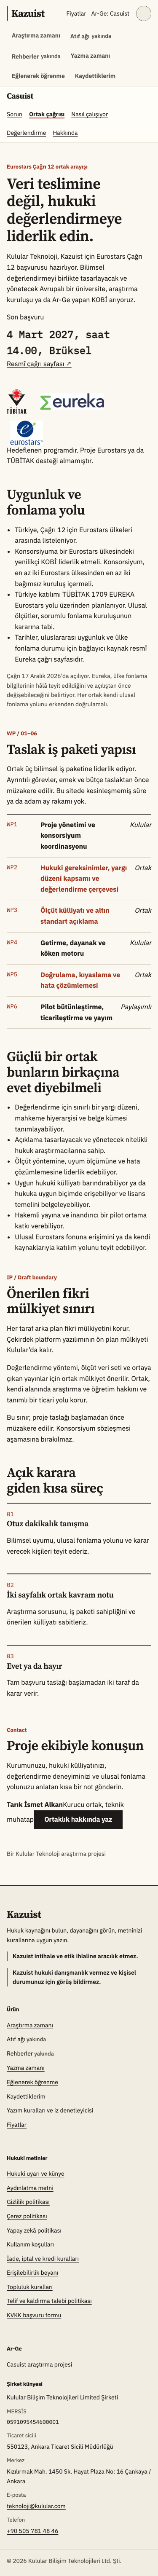 Kazuist
Fiyatlar Ar-Ge: Casuist
Araştırma zamanı Atıf ağı yakında
Rehberler yakında Yazma zamanı
Eğlenerek öğrenme Kaydettiklerim
Casuist
Sorun Ortak çağrısı Nasıl çalışıyor
Değerlendirme Hakkında
Eurostars Çağrı 12 ortak arayışı
Veri teslimine
değil, hukuki
değerlendirmeye
liderlik edin.
Kulular Teknoloji, Kazuist için Eurostars Çağrı
12 başvurusu hazırlıyor. Bilimsel
değerlendirmeyi birlikte tasarlayacak ve
yönetecek Avrupalı bir üniversite, araştırma
kuruluşu ya da Ar-Ge yapan KOBİ arıyoruz.
Son başvuru
4 Mart 2027, saat
14.00, Brüksel
Resmî çağrı sayfası ↗
TÜBİTAK
eureka
eurostars™
Hedeflenen programdır. Proje Eurostars ya da
TÜBİTAK desteği almamıştır.
Uygunluk ve
fonlama yolu
Türkiye, Çağrı 12 için Eurostars ülkeleri
arasında listeleniyor.
Konsorsiyuma bir Eurostars ülkesindeki
yenilikçi KOBİ liderlik etmeli. Konsorsiyum,
en az iki Eurostars ülkesinden en az iki
bağımsız kuruluş içermeli.
Türkiye katılımı TÜBİTAK 1709 EUREKA
Eurostars yolu üzerinden planlanıyor. Ulusal
ölçütler, sorumlu fonlama kuruluşunun
kararına tabi.
Tarihler, uluslararası uygunluk ve ülke
fonlama durumu için bağlayıcı kaynak resmî
Eureka çağrı sayfasıdır.
Çağrı 17 Aralık 2026'da açılıyor. Eureka, ülke fonlama
bilgilerinin hâlâ teyit edildiğini ve açılıştan önce
değişebileceğini belirtiyor. Her ortak kendi ulusal
fonlama yolunu erkenden doğrulamalı.
WP / 01–06
Taslak iş paketi yapısı
Ortak üç bilimsel iş paketine liderlik ediyor.
Ayrıntılı görevler, emek ve bütçe taslaktan önce
müzakere edilir. Bu sitede kesinleşmemiş süre
ya da adam ay rakamı yok.
WP1 Proje yönetimi ve konsorsiyum koordinasyonu Kulular
WP2 Hukuki gereksinimler, yargı düzeni kapsamı ve değerlendirme çerçevesi Ortak
WP3 Ölçüt külliyatı ve altın standart açıklama Ortak
WP4 Getirme, dayanak ve köken motoru Kulular
WP5 Doğrulama, kıyaslama ve hata çözümlemesi Ortak
WP6 Pilot bütünleştirme, ticarileştirme ve yayım Paylaşımlı
Güçlü bir ortak
bunların birkaçına
evet diyebilmeli
Değerlendirme için sınırlı bir yargı düzeni,
mahkeme hiyerarşisi ve belge kümesi
tanımlayabiliyor.
Açıklama tasarlayacak ve yönetecek nitelikli
hukuk araştırmacılarına sahip.
Ölçüt yöntemine, uyum ölçümüne ve hata
çözümlemesine liderlik edebiliyor.
Uygun hukuki külliyatı barındırabiliyor ya da
hukuka uygun biçimde erişebiliyor ve lisans
temelini belgeleyebiliyor.
Hakemli yayına ve inandırıcı bir pilot ortama
katkı verebiliyor.
Ulusal Eurostars fonuna erişimini ya da kendi
kaynaklarıyla katılım yolunu teyit edebiliyor.
IP / Draft boundary
Önerilen fikri
mülkiyet sınırı
Her taraf arka plan fikri mülkiyetini korur.
Çekirdek platform yazılımının ön plan mülkiyeti
Kulular'da kalır.
Değerlendirme yöntemi, ölçüt veri seti ve ortaya
çıkan yayınlar için ortak mülkiyet önerilir. Ortak,
kendi alanında araştırma ve öğretim hakkını ve
tanımlı bir ticari yolu korur.
Bu sınır, proje taslağı başlamadan önce
müzakere edilir. Konsorsiyum sözleşmesi
aşamasına bırakılmaz.
Açık karara
giden kısa süreç
01
Otuz dakikalık tanışma
Bilimsel uyumu, ulusal fonlama yolunu ve karar
verecek kişileri teyit ederiz.
02
İki sayfalık ortak kavram notu
Araştırma sorusunu, iş paketi sahipliğini ve
önerilen külliyatı sabitleriz.
03
Evet ya da hayır
Tam başvuru taslağı başlamadan iki taraf da
karar verir.
Contact
Proje ekibiyle konuşun
Kurumunuzu, hukuki külliyatınızı,
değerlendirme deneyiminizi ve ulusal fonlama
yolunuzu anlatan kısa bir not gönderin.
Tarık İsmet AlkanKurucu ortak, teknik
muhatap Ortaklık hakkında yaz
Bir Kulular Teknoloji araştırma projesi
Kazuist
Hukuk kaynağını bulun, dayanağını görün, metninizi
kurallarına uygun yazın.
Kazuist intihale ve etik ihlaline aracılık etmez.
Kazuist hukuki danışmanlık vermez ve kişisel
durumunuz için görüş bildirmez.
Ürün
Araştırma zamanı
Atıf ağı yakında
Rehberler yakında
Yazma zamanı
Eğlenerek öğrenme
Kaydettiklerim
Yazım kuralları ve iz denetleyicisi
Fiyatlar
Hukuki metinler
Hukuki uyarı ve künye
Aydınlatma metni
Gizlilik politikası
Çerez politikası
Yapay zekâ politikası
Kullanım koşulları
İade, iptal ve kredi kuralları
Erişilebilirlik beyanı
Topluluk kuralları
Telif ve kaldırma talebi politikası
KVKK başvuru formu
Ar-Ge
Casuist araştırma projesi
Şirket künyesi
Kulular Bilişim Teknolojileri Limited Şirketi
MERSİS
0591095454600001
Ticaret sicili
550123, Ankara Ticaret Sicili Müdürlüğü
Merkez
Kızılırmak Mah. 1450 Sk. Hayat Plaza No: 16 Çankaya /
Ankara
E-posta
teknoloji@kulular.com
Telefon
+90 505 781 48 46
© 2026 Kulular Bilişim Teknolojileri Ltd. Şti.